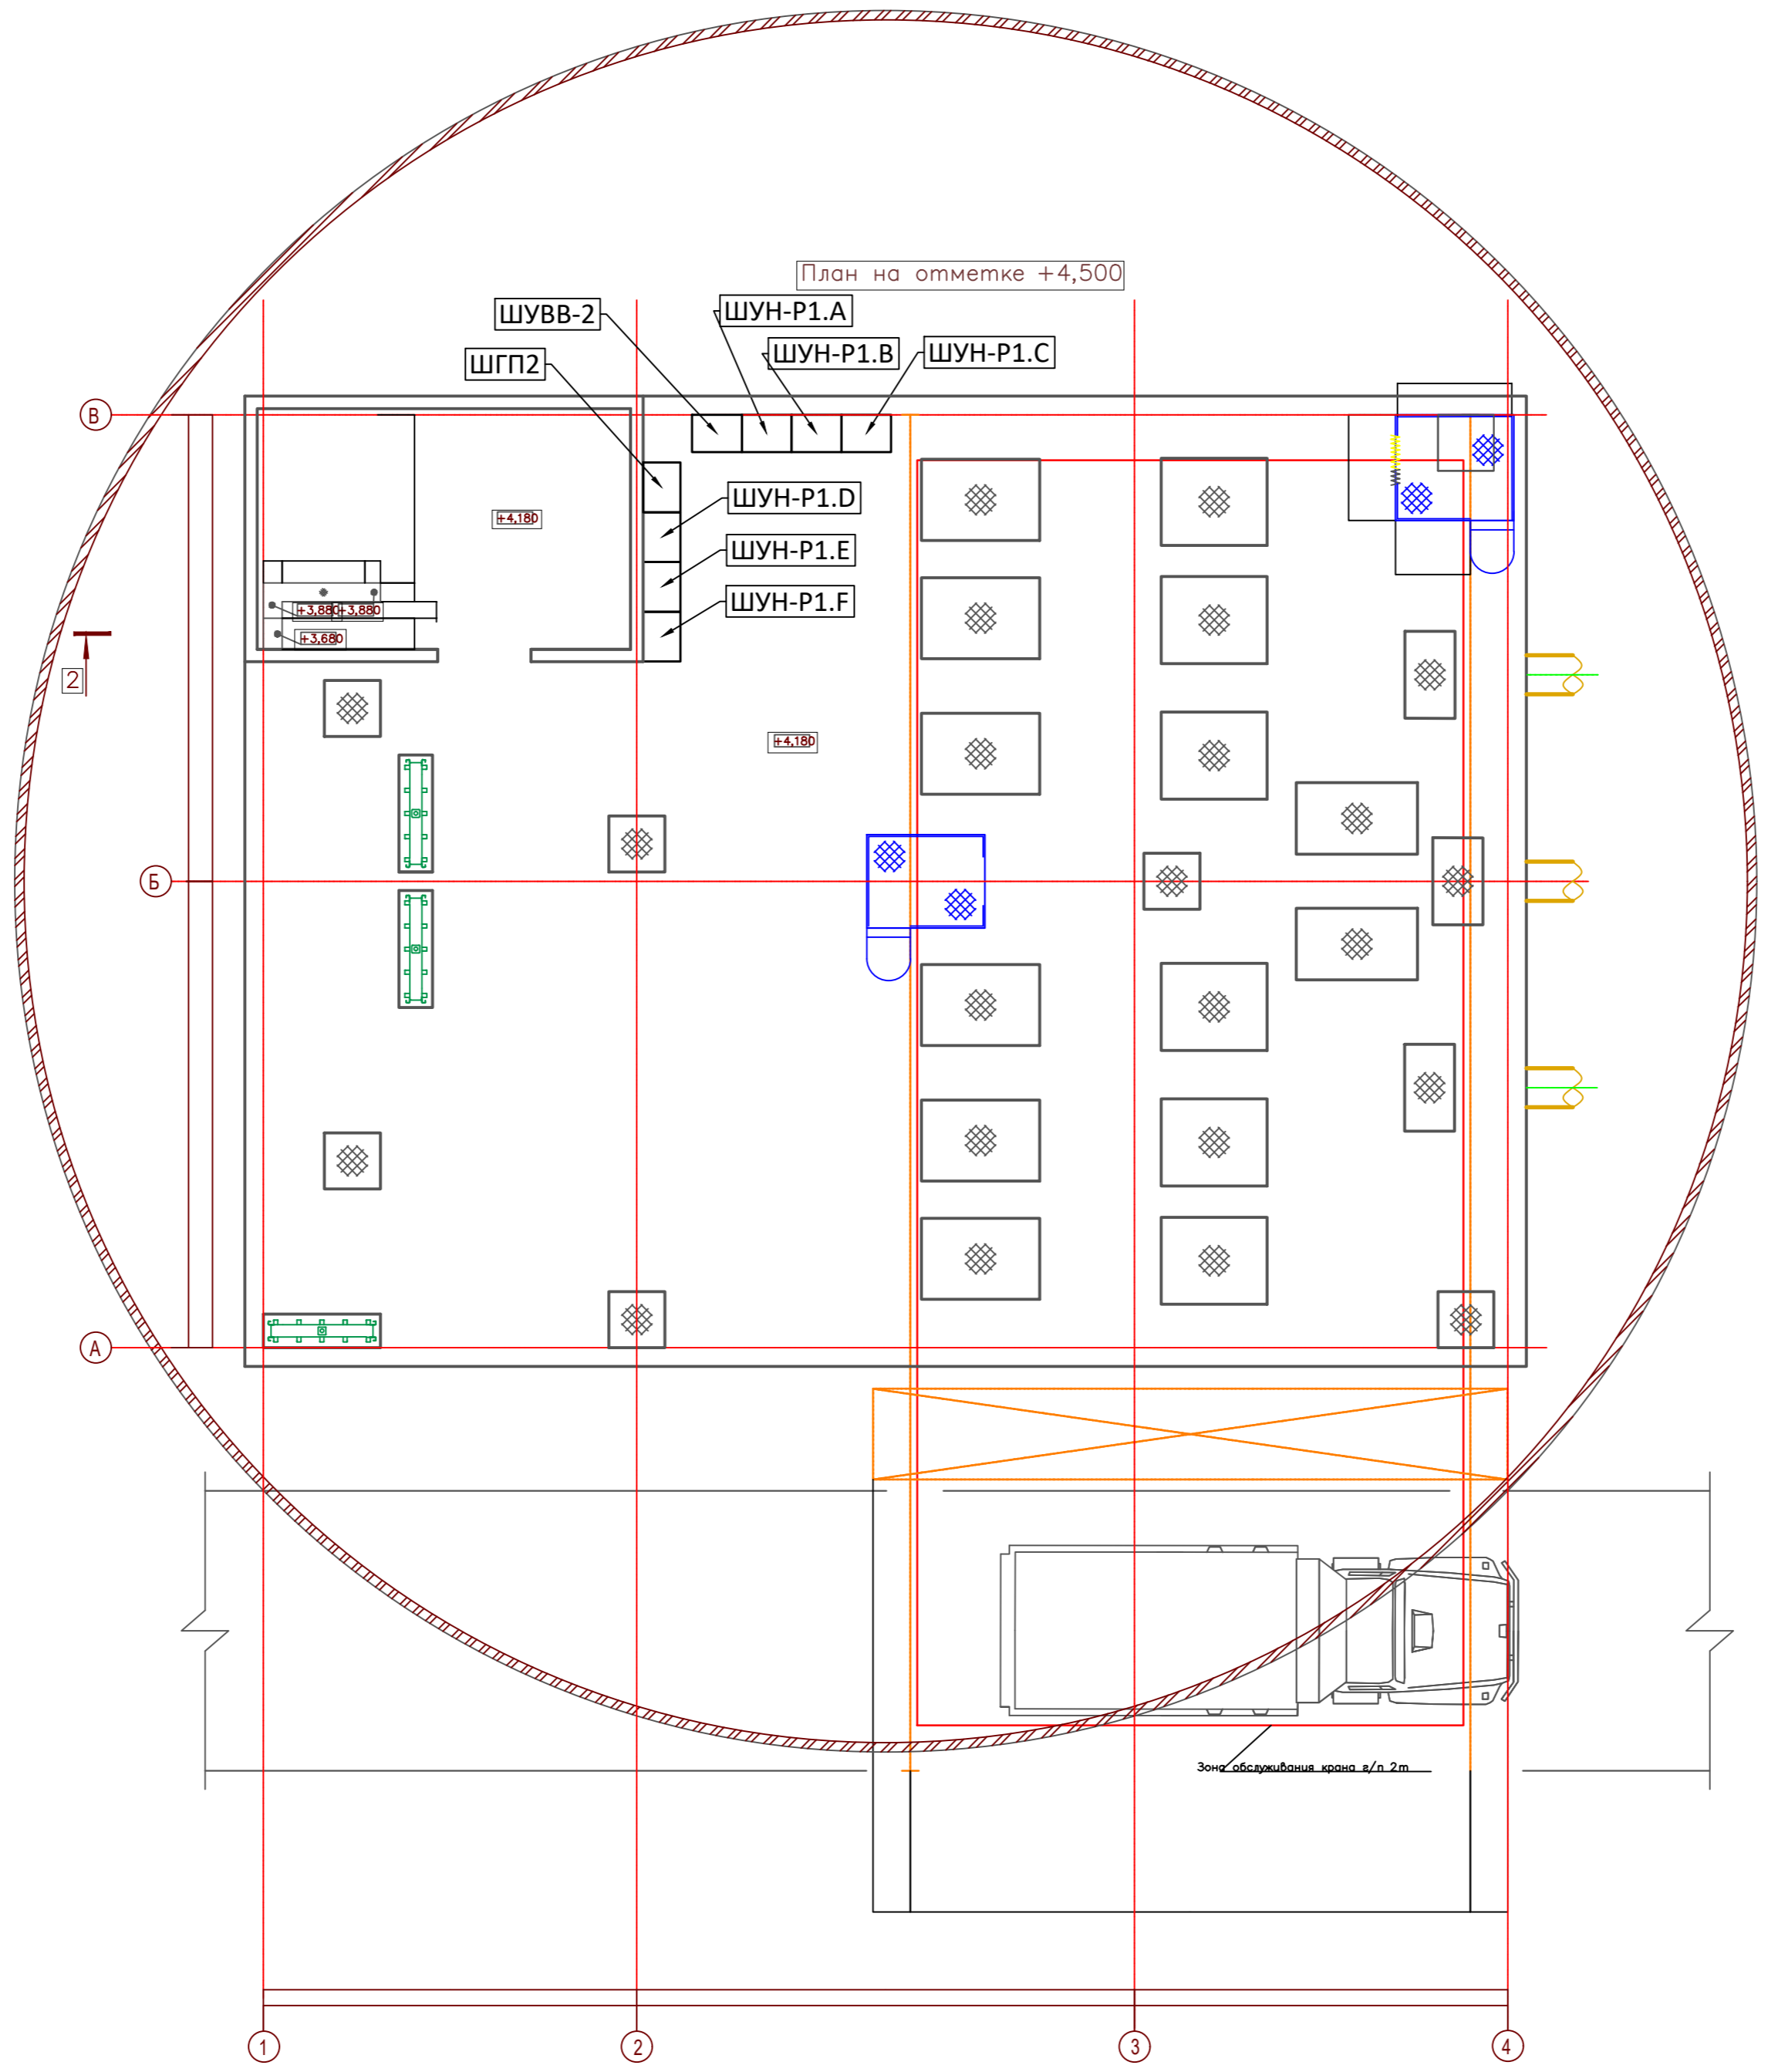 План на отметке +4,500
ШУВВ-2
ШУН-Р1.А
ШУН-Р1.В
ШУН-Р1.С
ШГП2
В
ШУН-Р1.D
+4,180
ШУН-Р1.E
ШУН-Р1.F
+3,880
+3,880
+3,680
2
+4,180
Б
А
Зона обслуживания крана г/п 2т
1
2
3
4